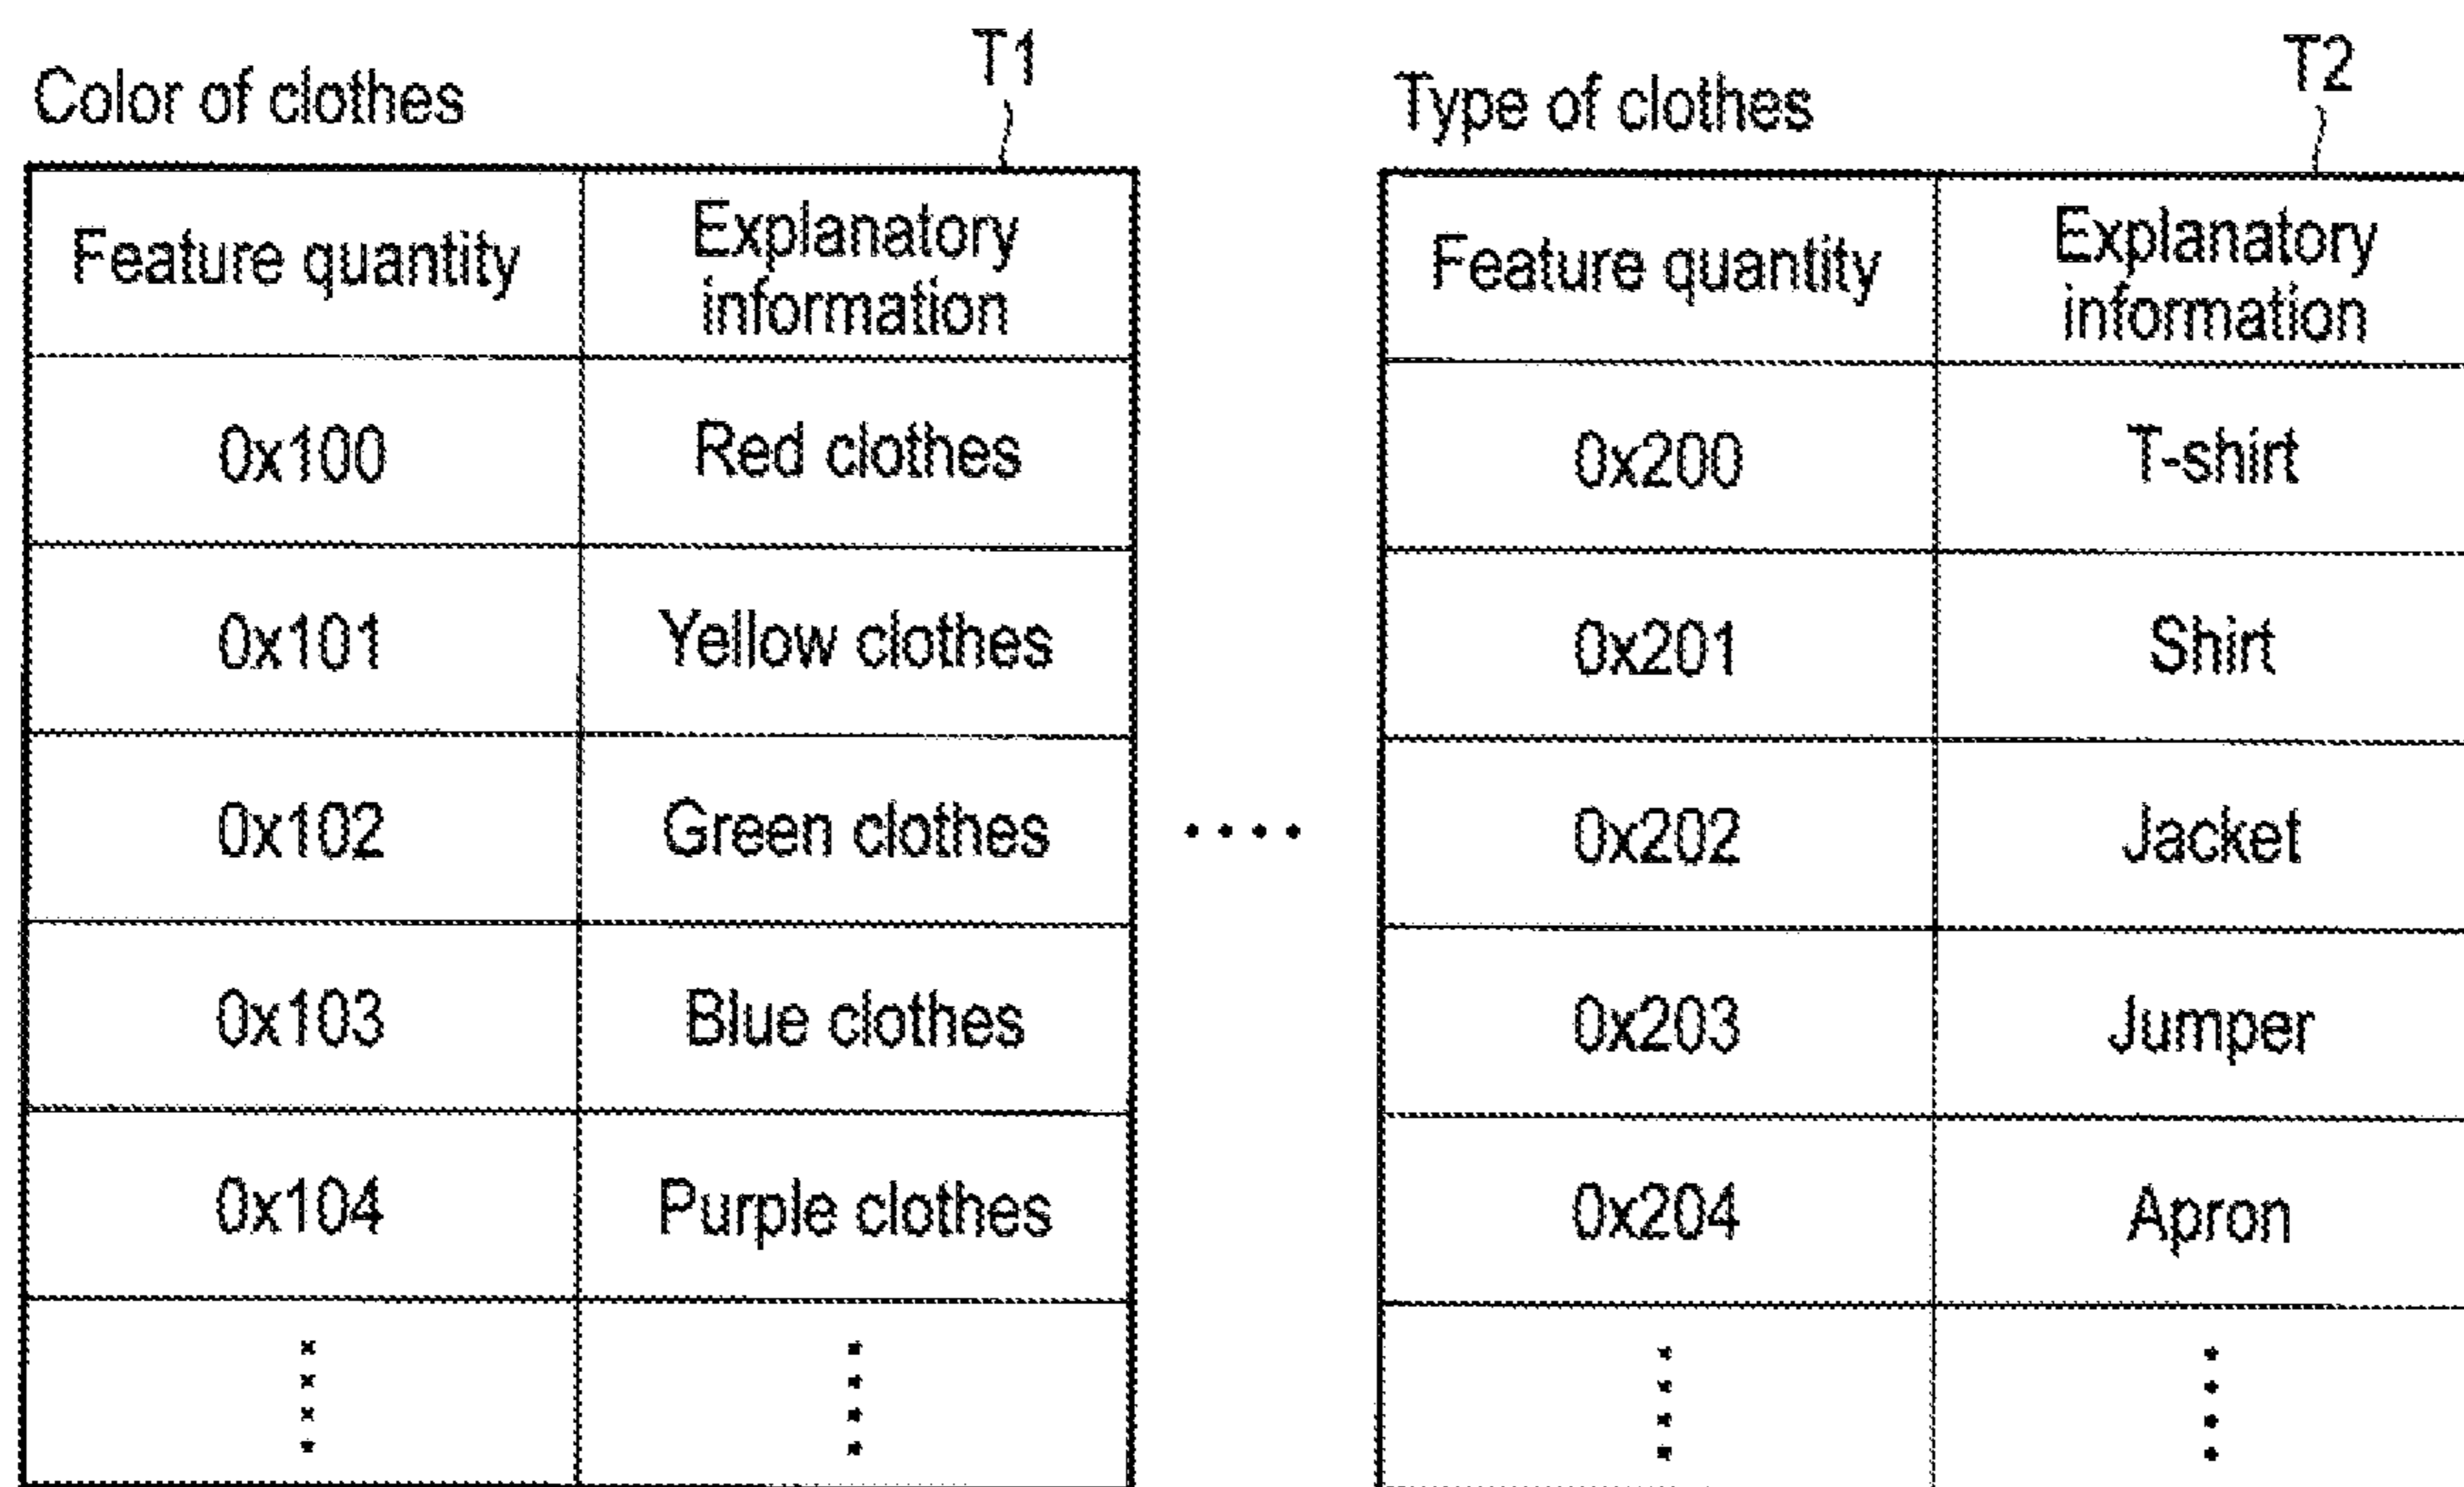 Color of clothes
T1
Feature quantity
Explanatory
information
0x100
Red clothes
0x101
Yellow clothes
0x102
Green clothes
0x103
Blue clothes
0x104
Purple clothes
....
Type of clothes
T2
Feature quantity
Explanatory
information
0x200
T-shirt
0x201
Shirt
0x202
Jacket
0x203
Jumper
0x204
Apron